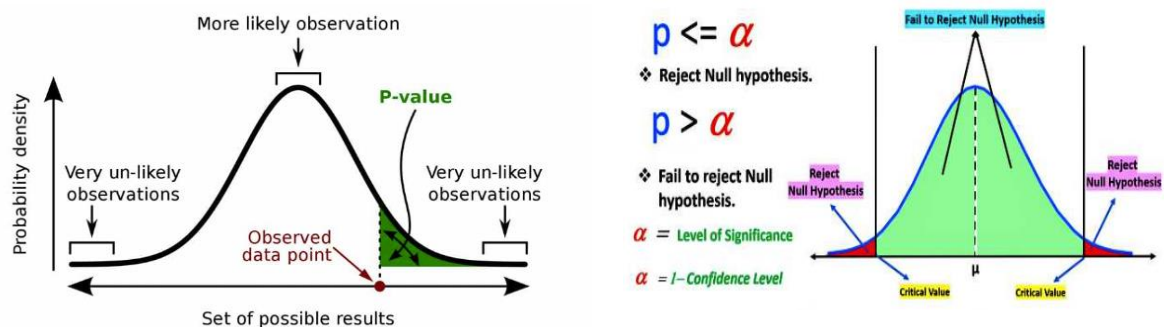 More likely observation
P-value
Probability density
Very un-likely
observations
Very un-likely
observations
Observed
data point
Set of possible results
p <= α
❖ Reject Null hypothesis.
p > α
❖ Fail to reject Null
hypothesis.
α = Level of Significance
α = 1-Confidence Level
Fail to Reject Null Hypothesis
Reject
Null Hypothesis
Reject
Null Hypothesis
μ
Critical Value
Critical Value